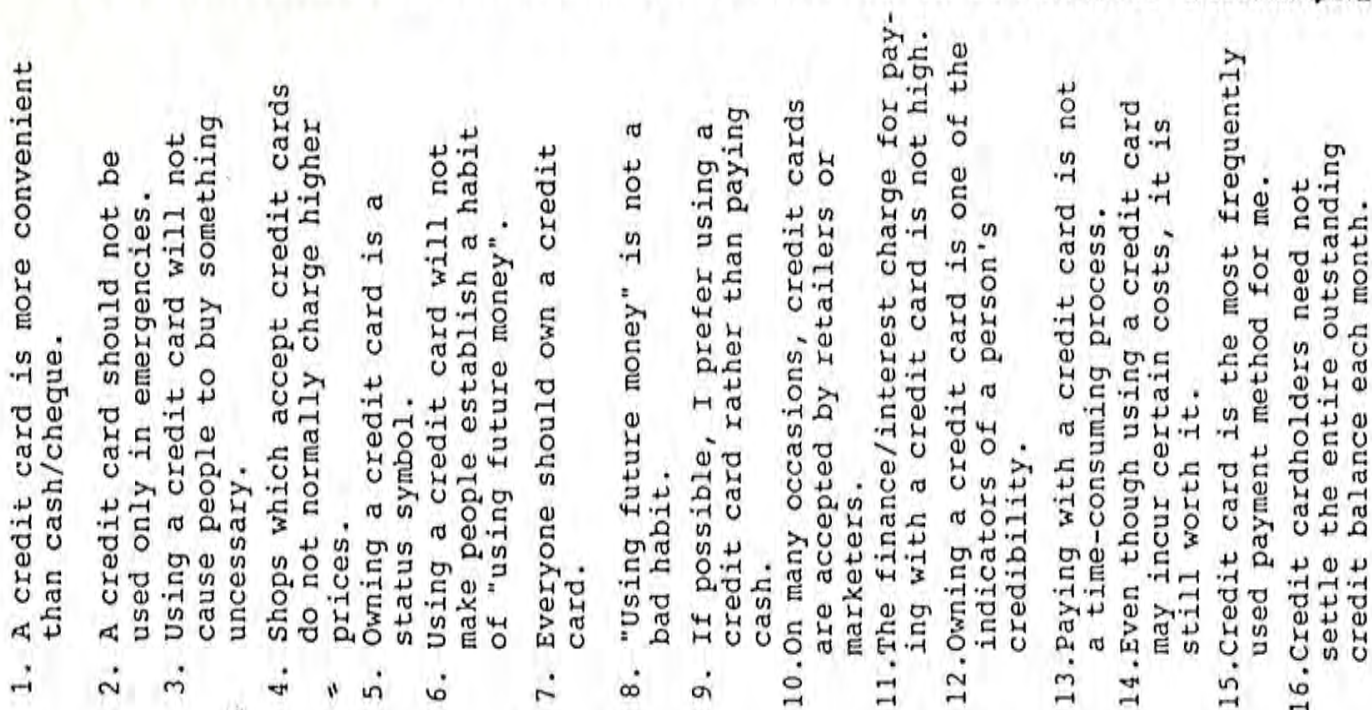 1. A credit card is more convenient
than cash/cheque.
2. A credit card should not be
used only in emergencies.
3. Using a credit card will not
cause people to buy something
uncessary.
4. Shops which accept credit cards
do not normally charge higher
prices.
5. Owning a credit card is a
status symbol.
6. Using a credit card will not
make people establish a habit
of "using future money".
7. Everyone should own a credit
card.
8. "Using future money" is not a
bad habit.
9. If possible, I prefer using a
credit card rather than paying
cash.
10.On many occasions, credit cards
are accepted by retailers or
marketers.
11.The finance/interest charge for pay-
ing with a credit card is not high.
12.Owning a credit card is one of the
indicators of a person's
credibility.
13.Paying with a credit card is not
a time-consuming process.
14.Even though using a credit card
may incur certain costs, it is
still worth it.
15.Credit card is the most frequently
used payment method for me.
16.Credit cardholders need not
settle the entire outstanding
credit balance each month.